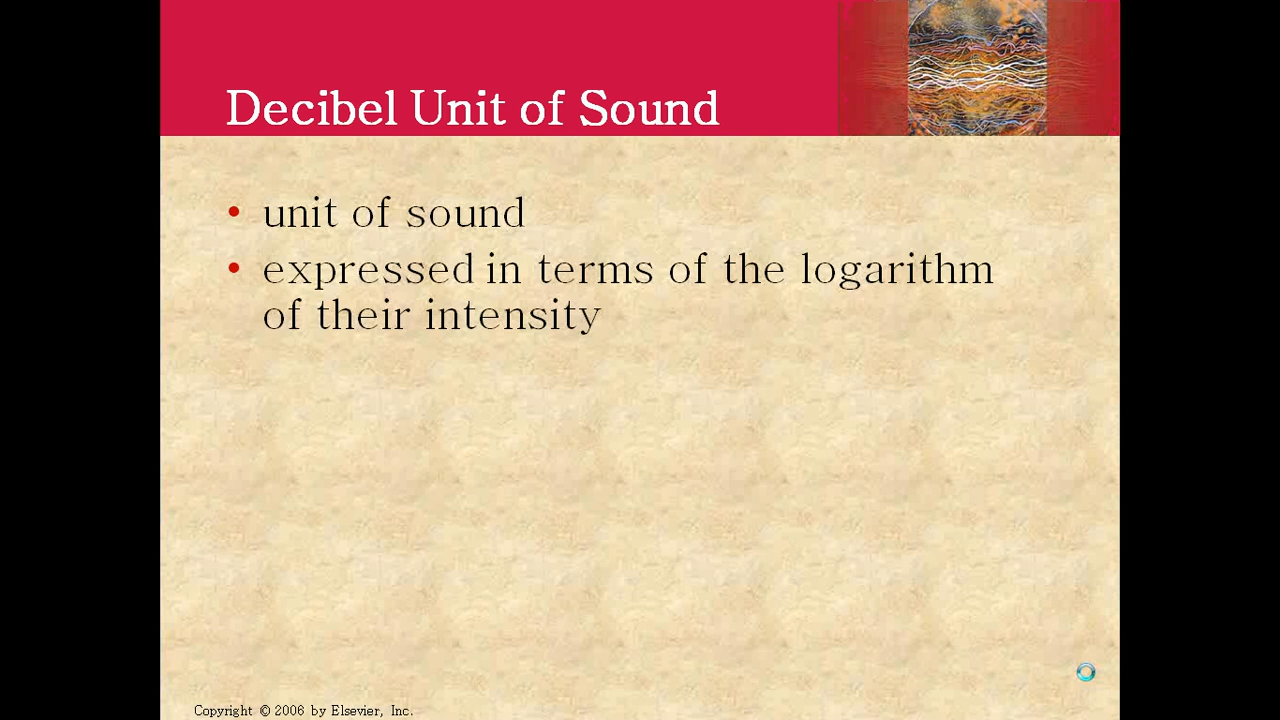 Decibel Unit of Sound
• unit of sound
• expressed in terms of the logarithm
of their intensity
Copyright © 2006 by Elsevier, Inc.